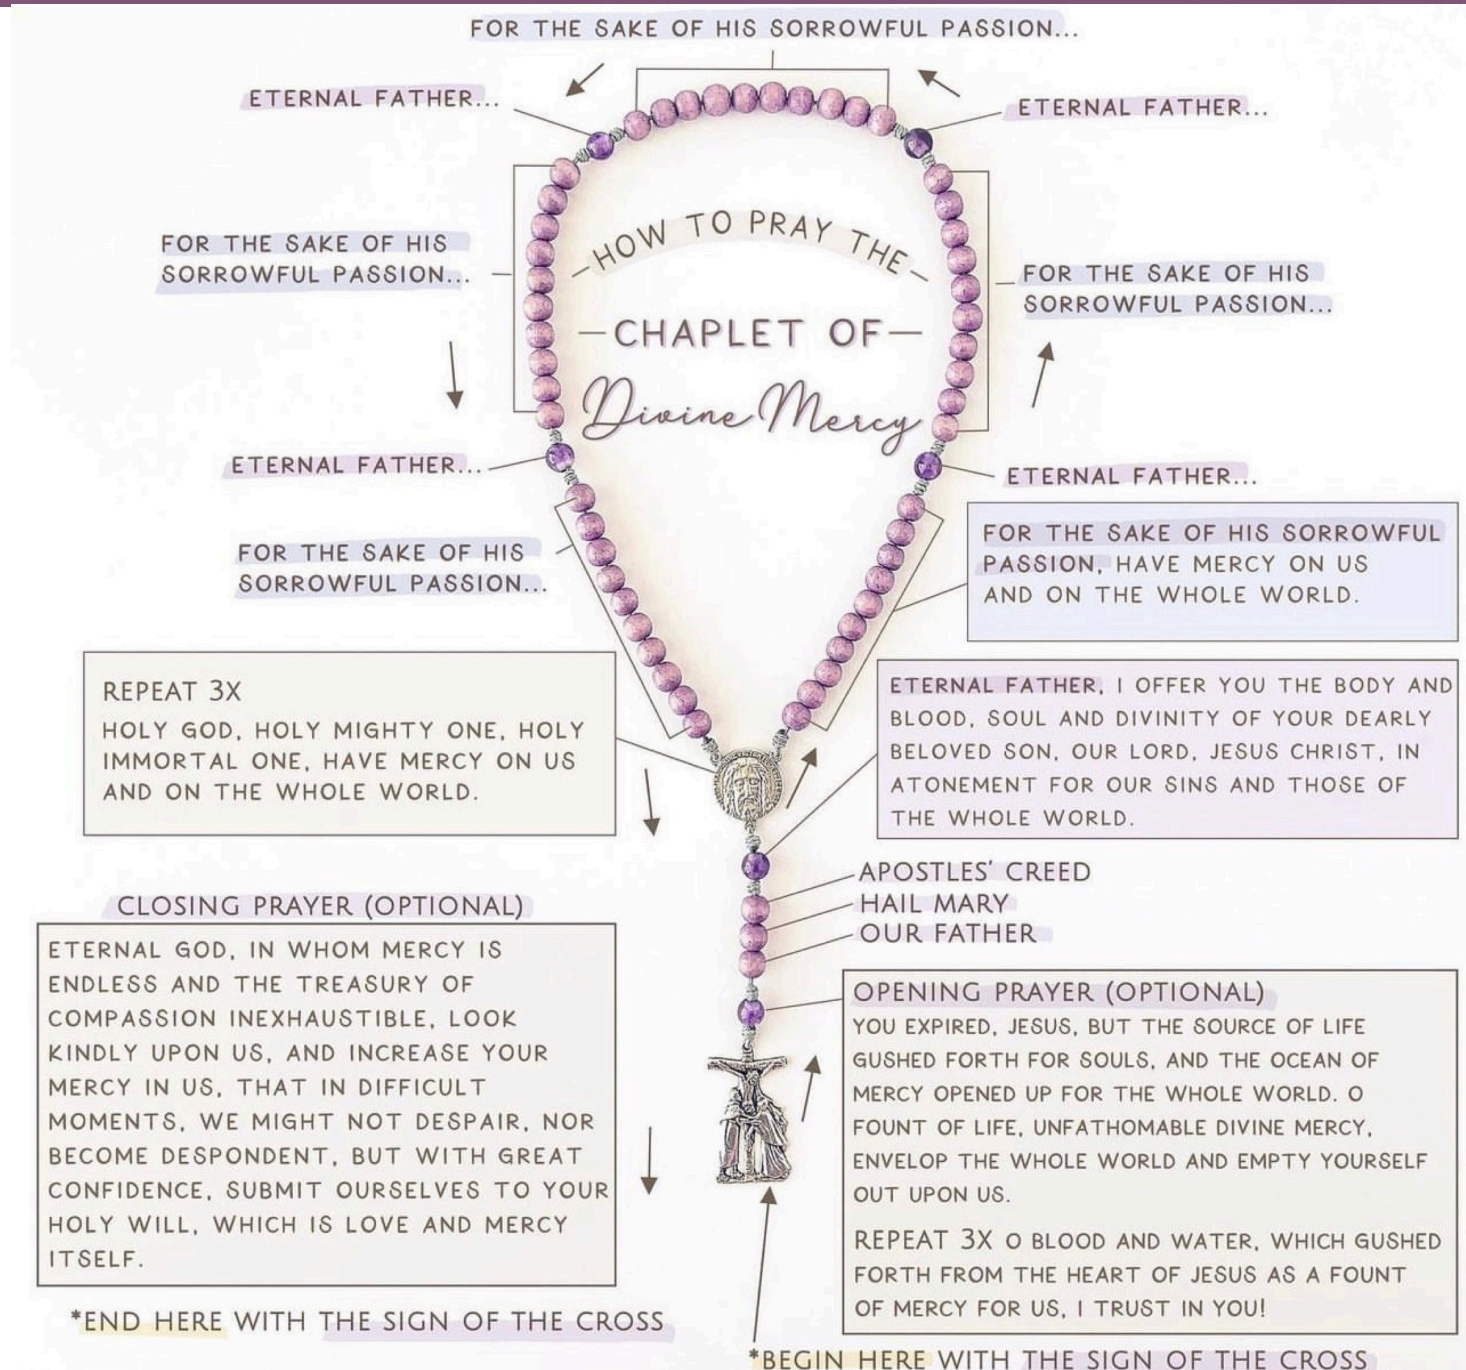 FOR THE SAKE OF HIS SORROWFUL PASSION...
ETERNAL FATHER...
ETERNAL FATHER...
HOW TO PRAY THE
CHAPLET OF
Divine Mercy
FOR THE SAKE OF HIS
SORROWFUL PASSION...
FOR THE SAKE OF HIS
SORROWFUL PASSION...
ETERNAL FATHER...
ETERNAL FATHER...
FOR THE SAKE OF HIS
SORROWFUL PASSION...
FOR THE SAKE OF HIS SORROWFUL
PASSION, HAVE MERCY ON US
AND ON THE WHOLE WORLD.
REPEAT 3X
HOLY GOD, HOLY MIGHTY ONE, HOLY
IMMORTAL ONE, HAVE MERCY ON US
AND ON THE WHOLE WORLD.
ETERNAL FATHER, I OFFER YOU THE BODY AND
BLOOD, SOUL AND DIVINITY OF YOUR DEARLY
BELOVED SON, OUR LORD, JESUS CHRIST, IN
ATONEMENT FOR OUR SINS AND THOSE OF
THE WHOLE WORLD.
APOSTLES' CREED
HAIL MARY
OUR FATHER
CLOSING PRAYER (OPTIONAL)
ETERNAL GOD, IN WHOM MERCY IS
ENDLESS AND THE TREASURY OF
COMPASSION INEXHAUSTIBLE, LOOK
KINDLY UPON US, AND INCREASE YOUR
MERCY IN US, THAT IN DIFFICULT
MOMENTS, WE MIGHT NOT DESPAIR, NOR
BECOME DESPONDENT, BUT WITH GREAT
CONFIDENCE, SUBMIT OURSELVES TO YOUR
HOLY WILL, WHICH IS LOVE AND MERCY
ITSELF.
OPENING PRAYER (OPTIONAL)
YOU EXPIRED, JESUS, BUT THE SOURCE OF LIFE
GUSHED FORTH FOR SOULS, AND THE OCEAN OF
MERCY OPENED UP FOR THE WHOLE WORLD. O
FOUNT OF LIFE, UNFATHOMABLE DIVINE MERCY,
ENVELOP THE WHOLE WORLD AND EMPTY YOURSELF
OUT UPON US.
REPEAT 3X O BLOOD AND WATER, WHICH GUSHED
FORTH FROM THE HEART OF JESUS AS A FOUNT
OF MERCY FOR US, I TRUST IN YOU!
*END HERE WITH THE SIGN OF THE CROSS
*BEGIN HERE WITH THE SIGN OF THE CROSS